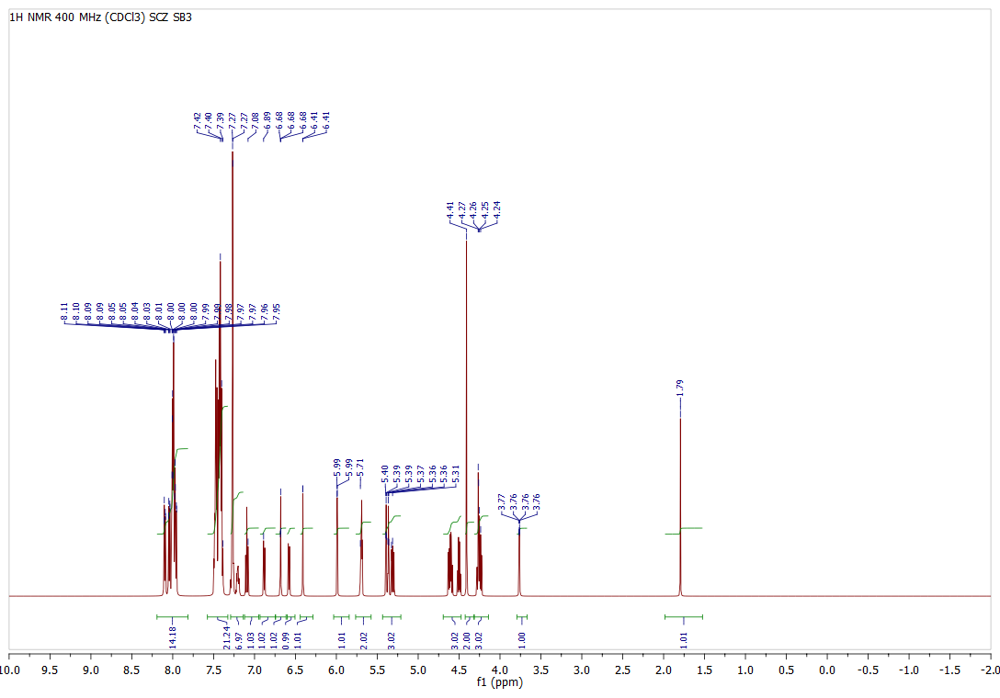 1H NMR 400 MHz (CDCl3) SCZ SB3
7.42 7.40 7.39 7.27 7.27 7.08 6.89 6.68 6.68 6.68 6.41 6.41
4.41 4.27 4.26 4.25 4.24
8.11 8.10 8.09 8.09 8.05 8.05 8.04 8.03 8.01 8.00 8.00 8.00 7.99 7.99 7.98 7.97 7.97 7.96 7.95
1.79
5.99 5.99 5.71 5.40 5.39 5.39 5.37 5.36 5.36 5.31
3.77 3.76 3.76 3.76
14.18 21.24 6.97 1.03 1.02 1.02 0.99 1.01 1.01 2.02 3.02 3.02 2.00 3.02 1.00 1.01
10.0 9.5 9.0 8.5 8.0 7.5 7.0 6.5 6.0 5.5 5.0 4.5 4.0 3.5 3.0 2.5 2.0 1.5 1.0 0.5 0.0 -0.5 -1.0 -1.5 -2.0
f1 (ppm)